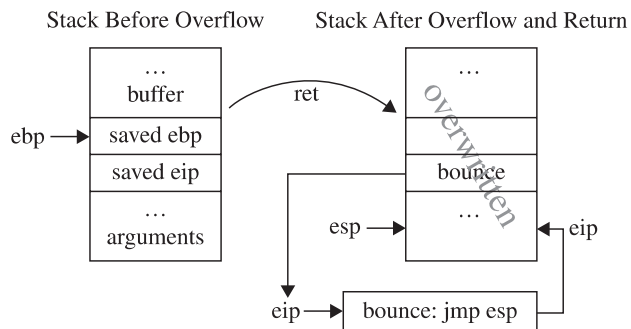 Stack Before Overflow
Stack After Overflow and Return
...
buffer
ebp
saved ebp
saved eip
...
arguments
ret
...
overwritten
bounce
esp
...
eip
eip
bounce: jmp esp